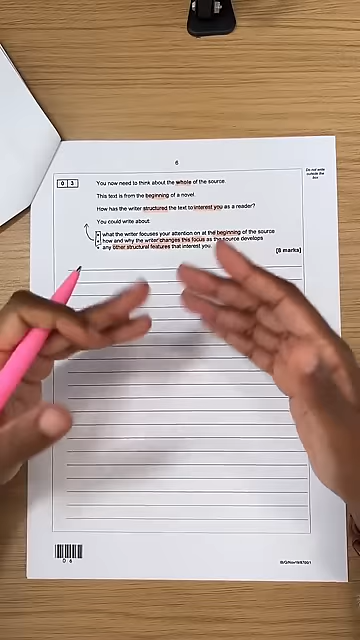 6
Do not write
outside the
box
0 3
You now need to think about the whole of the source.
This text is from the beginning of a novel.
How has the writer structured the text to interest you as a reader?
You could write about:
• what the writer focuses your attention on at the beginning of the source
• how and why the writer changes this focus as the source develops
• any other structural features that interest you.
[8 marks]
0 6
IB/G/Nov19/8700/1